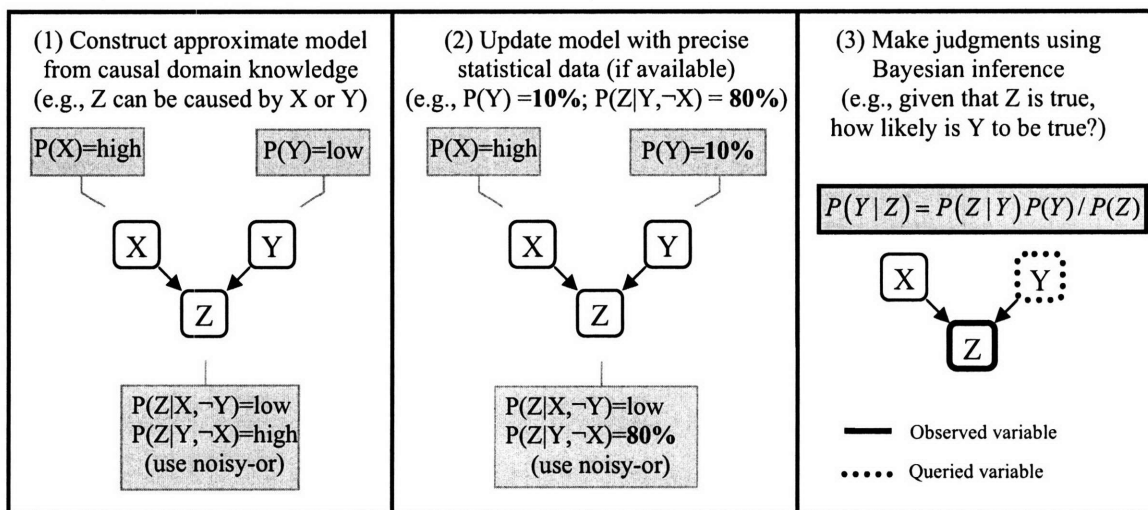 (1) Construct approximate model
from causal domain knowledge
(e.g., Z can be caused by X or Y)
P(X)=high
P(Y)=low
X
Y
Z
P(Z|X,¬Y)=low
P(Z|Y,¬X)=high
(use noisy-or)
(2) Update model with precise
statistical data (if available)
(e.g., P(Y) =10%; P(Z|Y,¬X) = 80%)
P(X)=high
P(Y)=10%
X
Y
Z
P(Z|X,¬Y)=low
P(Z|Y,¬X)=80%
(use noisy-or)
(3) Make judgments using
Bayesian inference
(e.g., given that Z is true,
how likely is Y to be true?)
P(Y | Z) = P(Z | Y) P(Y) / P(Z)
X
Y
Z
Observed variable
Queried variable